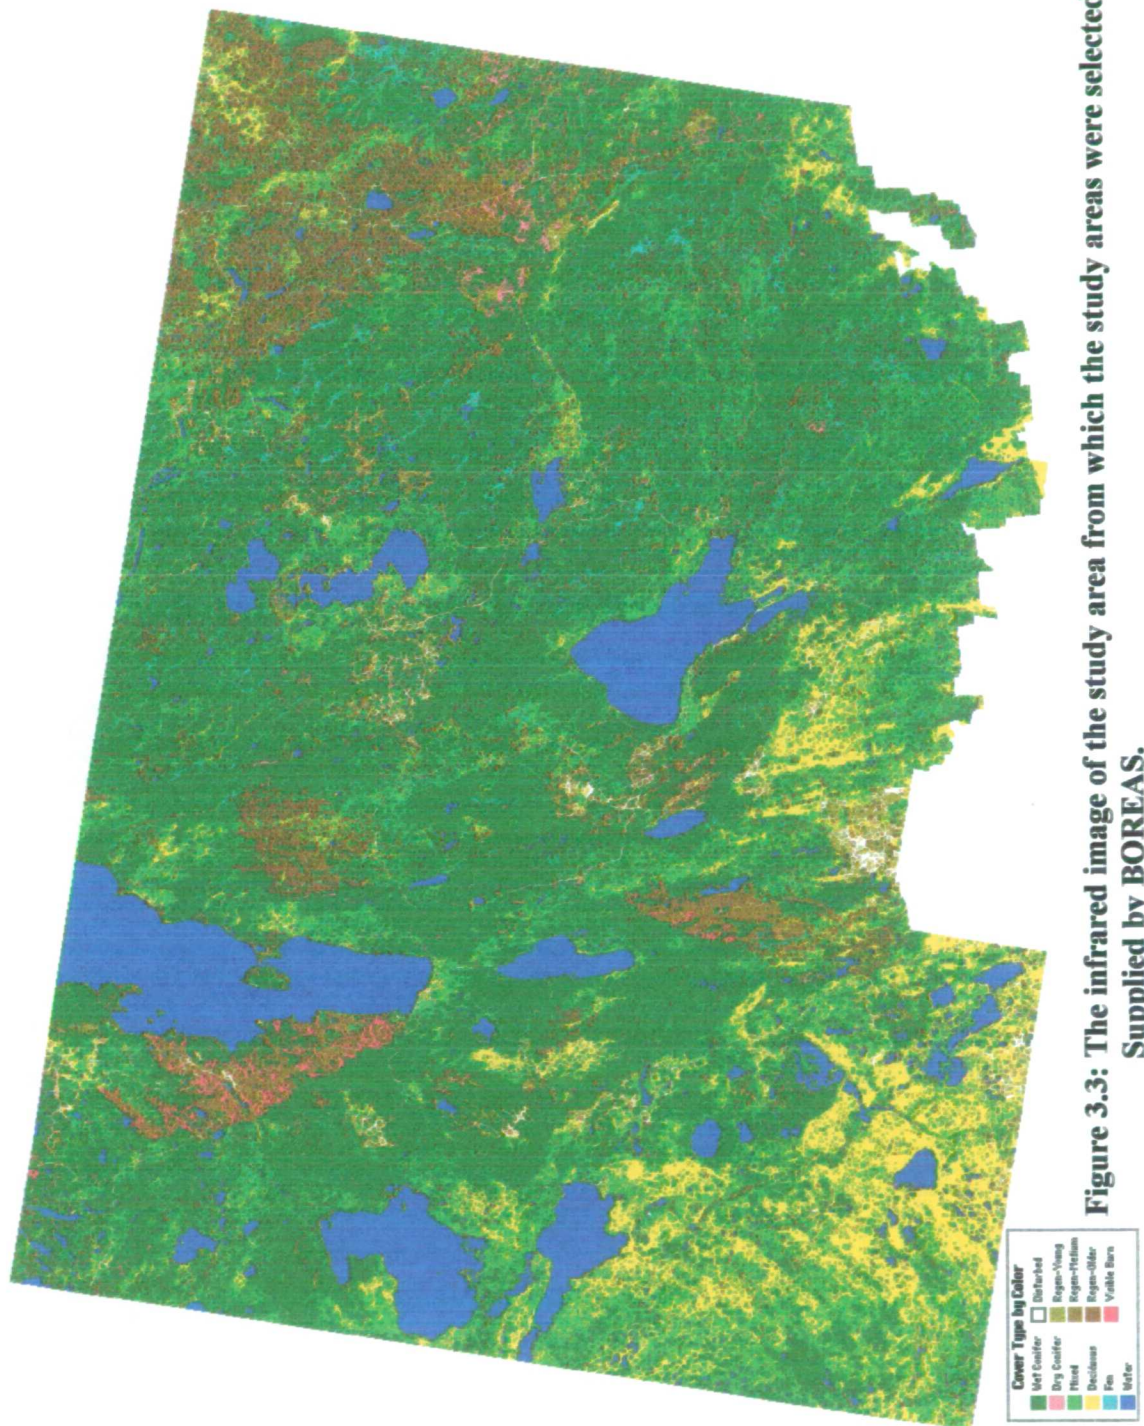 Figure 3.3: The infrared image of the study area from which the study areas were selected
Supplied by BOREAS.
Cover Type by Color
Wet Conifer
Dry Conifer
Mixed
Deciduous
Fen
Water
Disturbed
Regen-Young
Regen-Medium
Regen-Older
Visible Burn